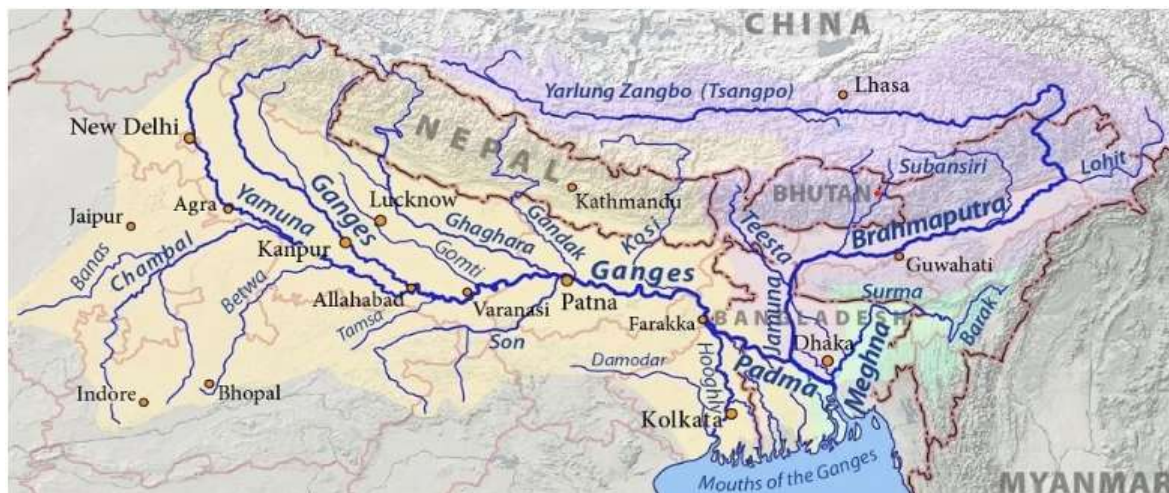 CHINA
Yarlung Zangbo (Tsangpo)
Lhasa
New Delhi
NEPAL
Subansiri
Lohit
BHUTAN
Kathmandu
Jaipur
Agra
Yamuna
Ganges
Lucknow
Ghaghara
Gandak
Kosi
Teesta
Brahmaputra
Banas
Chambal
Kanpur
Gomti
Ganges
Guwahati
Betwa
Allahabad
Varanasi
Patna
Surma
Tamsa
Farakka
BANGLADESH
Jamuna
Barak
Son
Dhaka
Meghna
Damodar
Hooghly
Padma
Indore
Bhopal
Kolkata
Mouths of the Ganges
MYANMAR